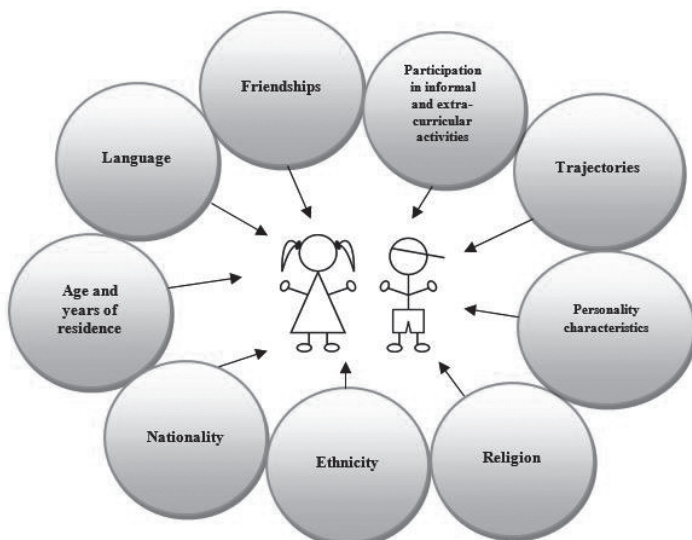 Friendships
Participation
in informal
and extra-
curricular
activities
Language
Trajectories
Age and
years of
residence
Personality
characteristics
Nationality
Ethnicity
Religion